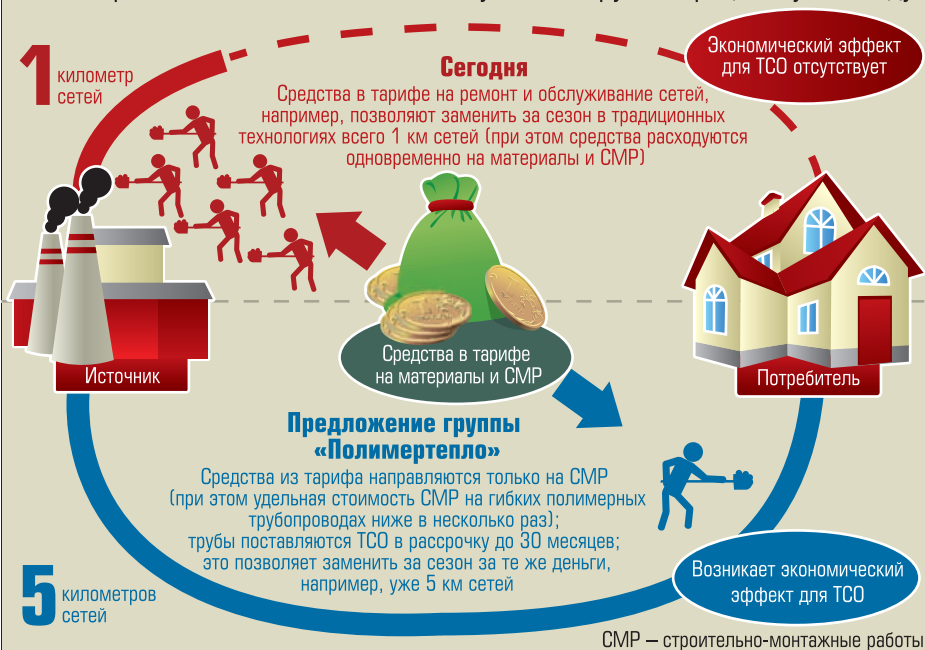 1 километр
сетей
Сегодня
Средства в тарифе на ремонт и обслуживание сетей,
например, позволяют заменить за сезон в традиционных
технологиях всего 1 км сетей (при этом средства расходуются
одновременно на материалы и СМР)
Экономический эффект
для ТСО отсутствует
Источник
Средства в тарифе
на материалы и СМР
Потребитель
Предложение группы
«Полимертепло»
Средства из тарифа направляются только на СМР
(при этом удельная стоимость СМР на гибких полимерных
трубопроводах ниже в несколько раз);
трубы поставляются ТСО в рассрочку до 30 месяцев;
это позволяет заменить за сезон за те же деньги,
например, уже 5 км сетей
5 километров
сетей
Возникает экономический
эффект для ТСО
СМР – строительно-монтажные работы